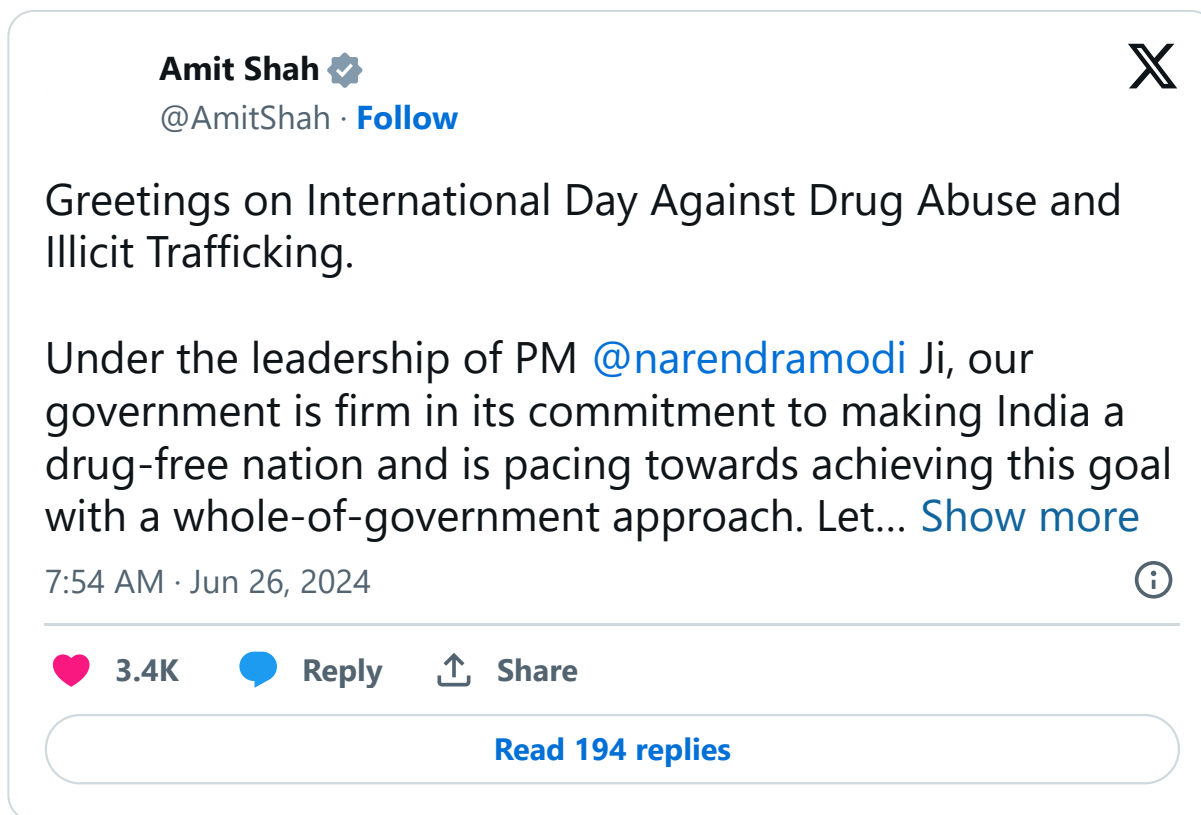 Amit Shah
@AmitShah · Follow
Greetings on International Day Against Drug Abuse and
Illicit Trafficking.
Under the leadership of PM @narendramodi Ji, our
government is firm in its commitment to making India a
drug-free nation and is pacing towards achieving this goal
with a whole-of-government approach. Let... Show more
7:54 AM · Jun 26, 2024
3.4K Reply Share
Read 194 replies